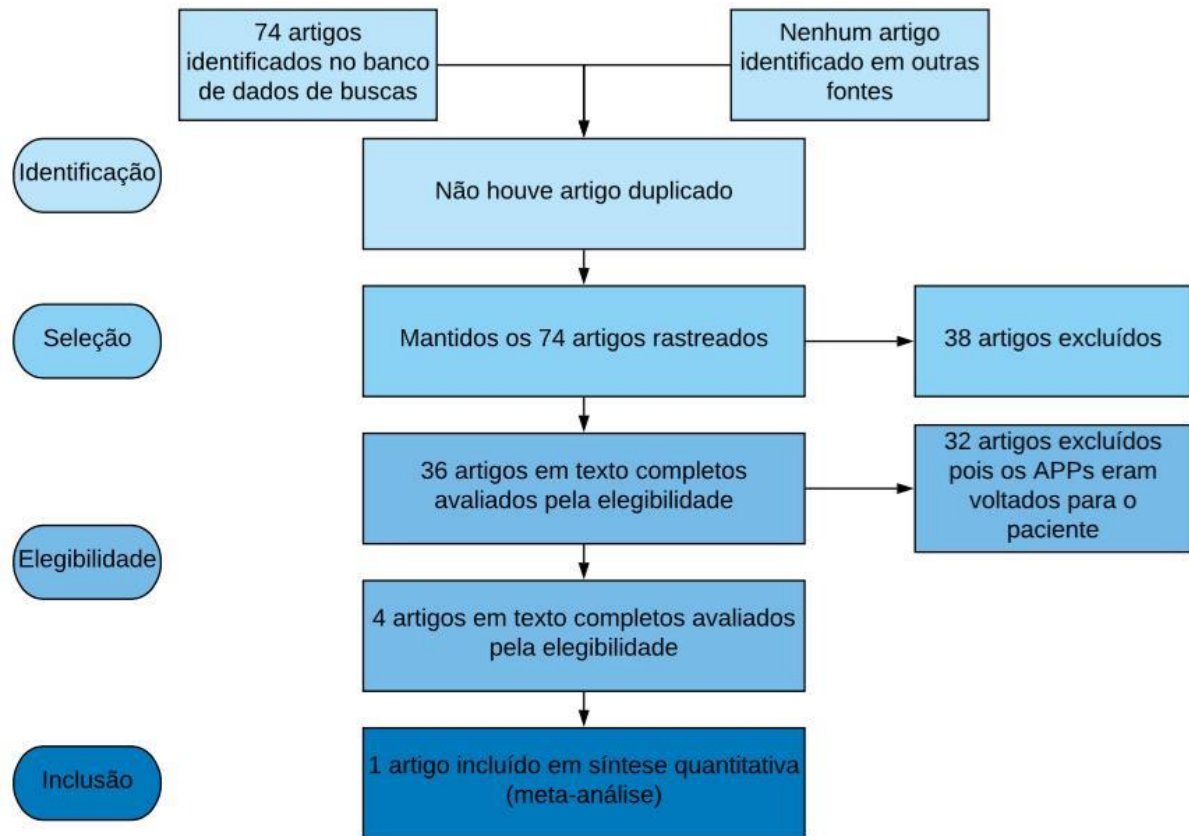 74 artigos
identificados no banco
de dados de buscas
Nenhum artigo
identificado em outras
fontes
Identificação
Não houve artigo duplicado
Seleção
Mantidos os 74 artigos rastreados
38 artigos excluídos
36 artigos em texto completos
avaliados pela elegibilidade
32 artigos excluídos
pois os APPs eram
voltados para o
paciente
Elegibilidade
4 artigos em texto completos avaliados
pela elegibilidade
Inclusão
1 artigo incluído em síntese quantitativa
(meta-análise)